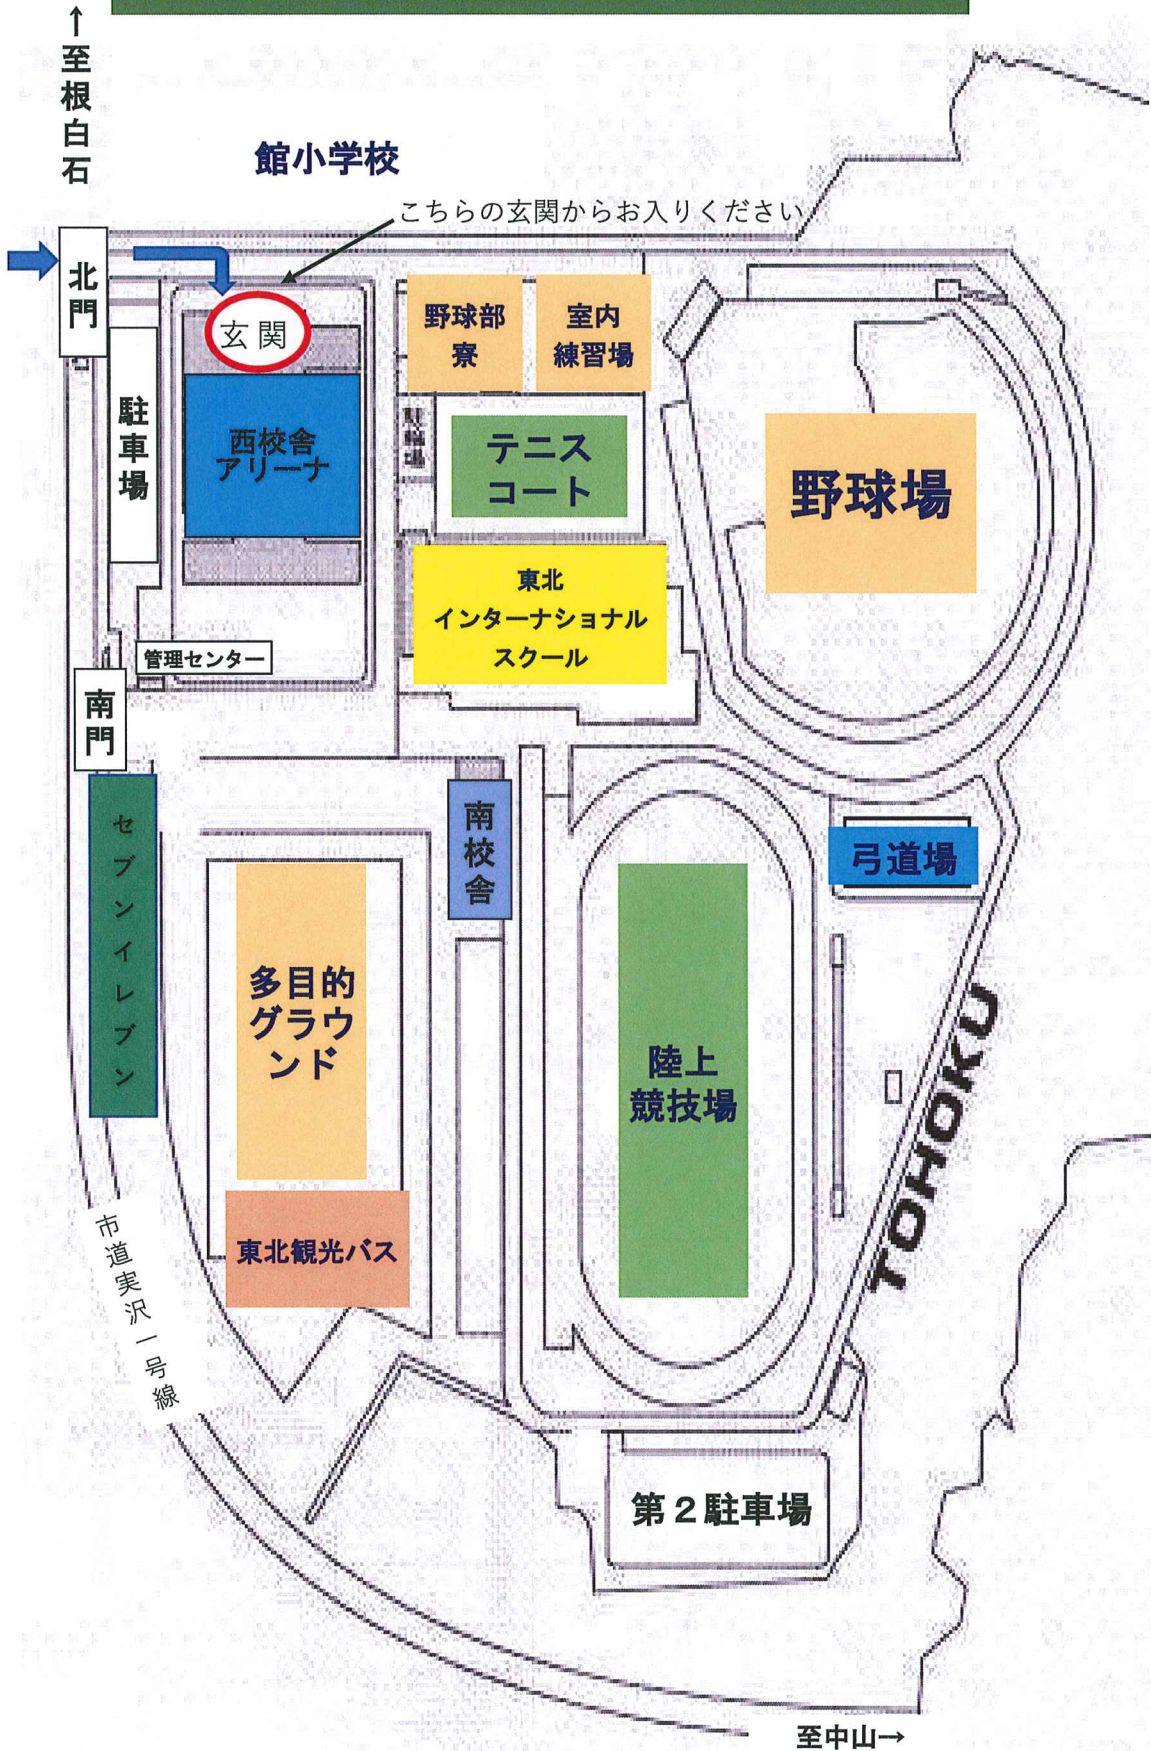 ↑至根白石
館小学校
こちらの玄関からお入りください
北門
玄関
野球部
寮
室内
練習場
駐車場
西校舎
アリーナ
駐輪場
テニス
コート
野球場
東北
インターナショナル
スクール
管理センター
南門
セブンイレブン
南校舎
弓道場
多目的
グラウ
ンド
陸上
競技場
TOHOKU
東北観光バス
市道実沢一号線
第2駐車場
至中山→